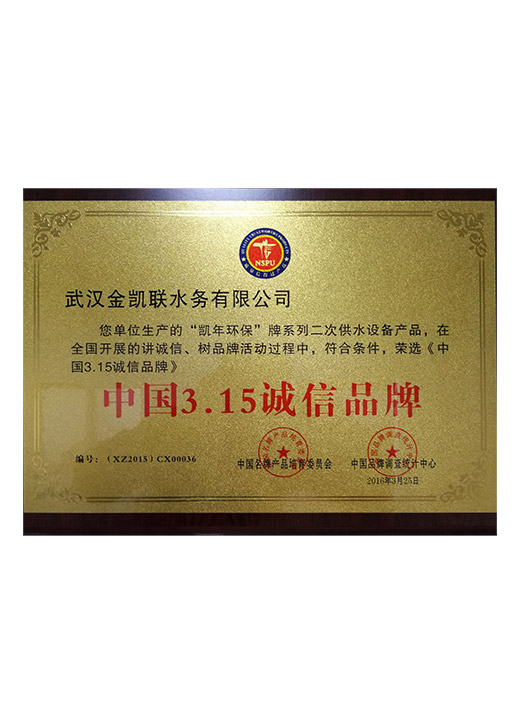 NSPU
武汉金凯联水务有限公司
您单位生产的“凯年环保”牌系列二次供水设备产品，在
全国开展的讲诚信、树品牌活动过程中，符合条件，荣选《中
国3.15诚信品牌》
中国3.15诚信品牌
编号：（XZ2015）CX00036
中国名牌产品培育委员会
中国品牌调查统计中心
2016年3月25日